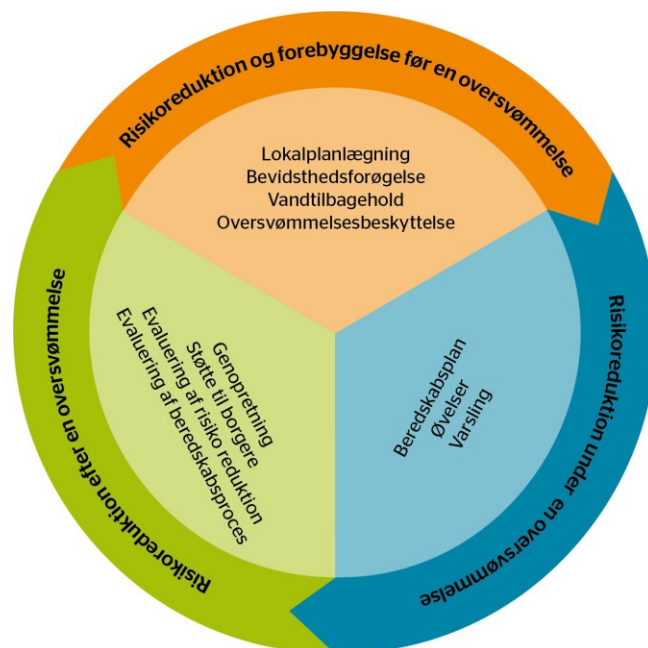 Risikoreduktion og forebyggelse før en oversvømmelse
Lokalplanlægning
Bevidsthedsforøgelse
Vandtilbagehold
Oversvømmelsesbeskyttelse
Risikoreduktion under en oversvømmelse
Beredskabsplan
Øvelser
Varsling
Risikoreduktion efter en oversvømmelse
Genopretning
Støtte til borgere
Evaluering af risiko reduktion
Evaluering af beredskabsproces